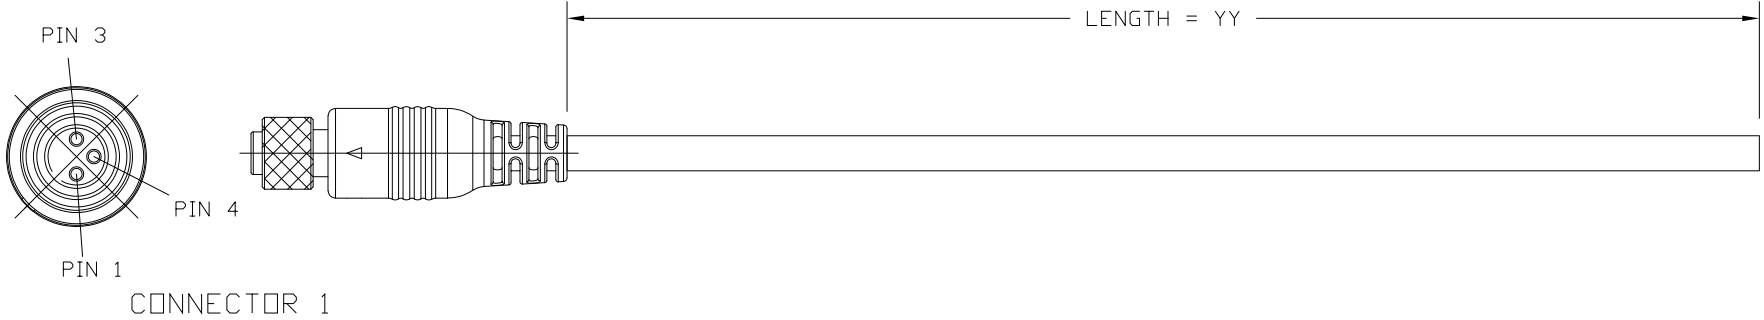 LENGTH = YY
PIN 3
PIN 4
PIN 1
CONNECTOR 1